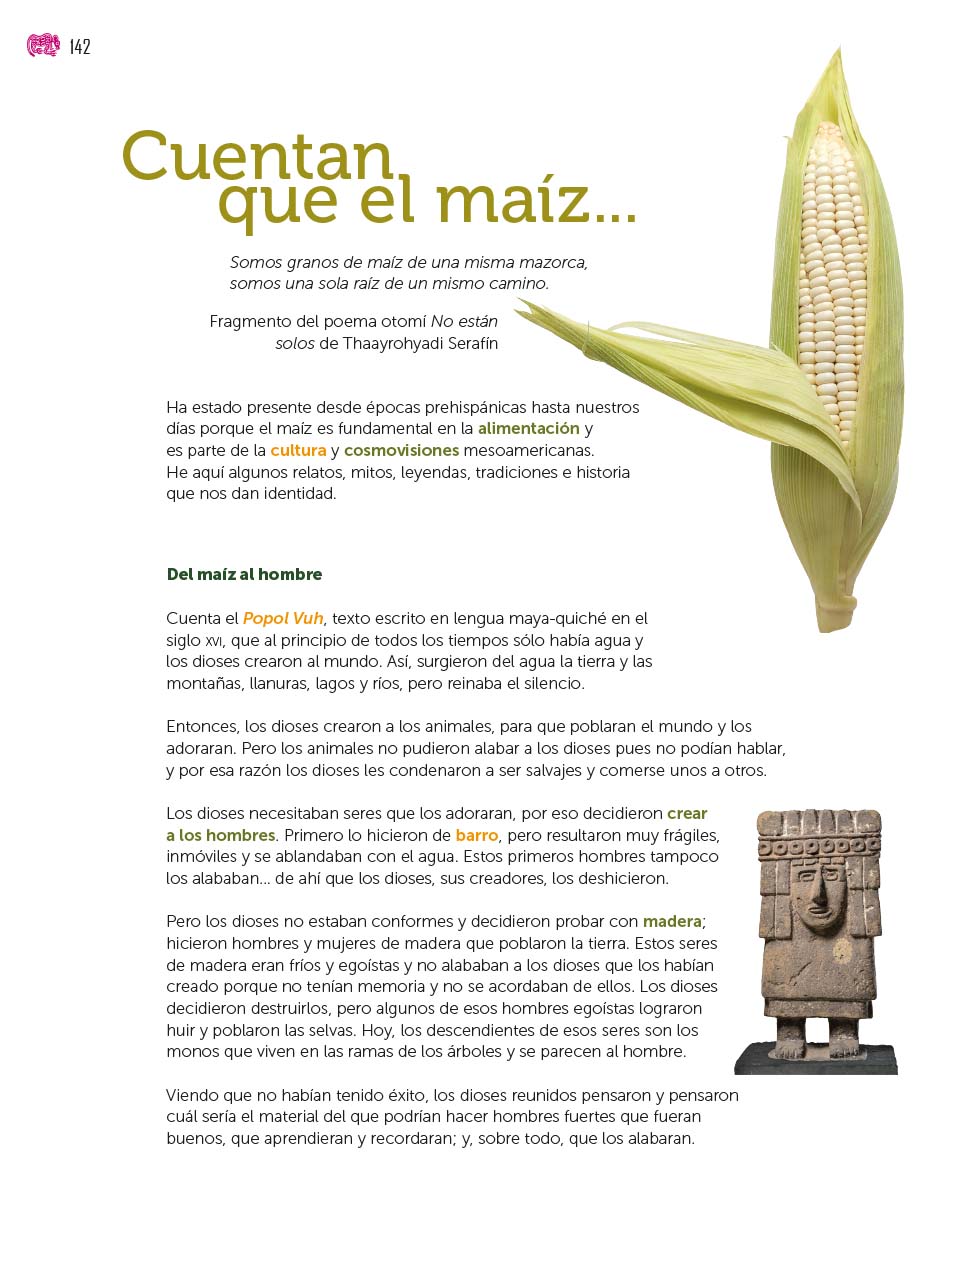 142
Cuentan
que el maíz...
Somos granos de maíz de una misma mazorca,
somos una sola raíz de un mismo camino.
Fragmento del poema otomí No están
solos de Thaayrohyadi Serafín
Ha estado presente desde épocas prehispánicas hasta nuestros
días porque el maíz es fundamental en la alimentación y
es parte de la cultura y cosmovisiones mesoamericanas.
He aquí algunos relatos, mitos, leyendas, tradiciones e historia
que nos dan identidad.
Del maíz al hombre
Cuenta el Popol Vuh, texto escrito en lengua maya-quiché en el
siglo XVI, que al principio de todos los tiempos sólo había agua y
los dioses crearon al mundo. Así, surgieron del agua la tierra y las
montañas, llanuras, lagos y ríos, pero reinaba el silencio.
Entonces, los dioses crearon a los animales, para que poblaran el mundo y los
adoraran. Pero los animales no pudieron alabar a los dioses pues no podían hablar,
y por esa razón los dioses les condenaron a ser salvajes y comerse unos a otros.
Los dioses necesitaban seres que los adoraran, por eso decidieron crear
a los hombres. Primero lo hicieron de barro, pero resultaron muy frágiles,
inmóviles y se ablandaban con el agua. Estos primeros hombres tampoco
los alababan... de ahí que los dioses, sus creadores, los deshicieron.
Pero los dioses no estaban conformes y decidieron probar con madera;
hicieron hombres y mujeres de madera que poblaron la tierra. Estos seres
de madera eran fríos y egoístas y no alababan a los dioses que los habían
creado porque no tenían memoria y no se acordaban de ellos. Los dioses
decidieron destruirlos, pero algunos de esos hombres egoístas lograron
huir y poblaron las selvas. Hoy, los descendientes de esos seres son los
monos que viven en las ramas de los árboles y se parecen al hombre.
Viendo que no habían tenido éxito, los dioses reunidos pensaron y pensaron
cuál sería el material del que podrían hacer hombres fuertes que fueran
buenos, que aprendieran y recordaran; y, sobre todo, que los alabaran.